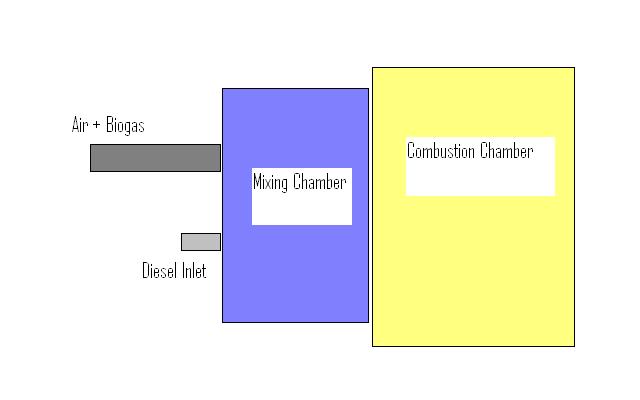 Air + Biogas
Combustion Chamber
Mixing Chamber
Diesel Inlet